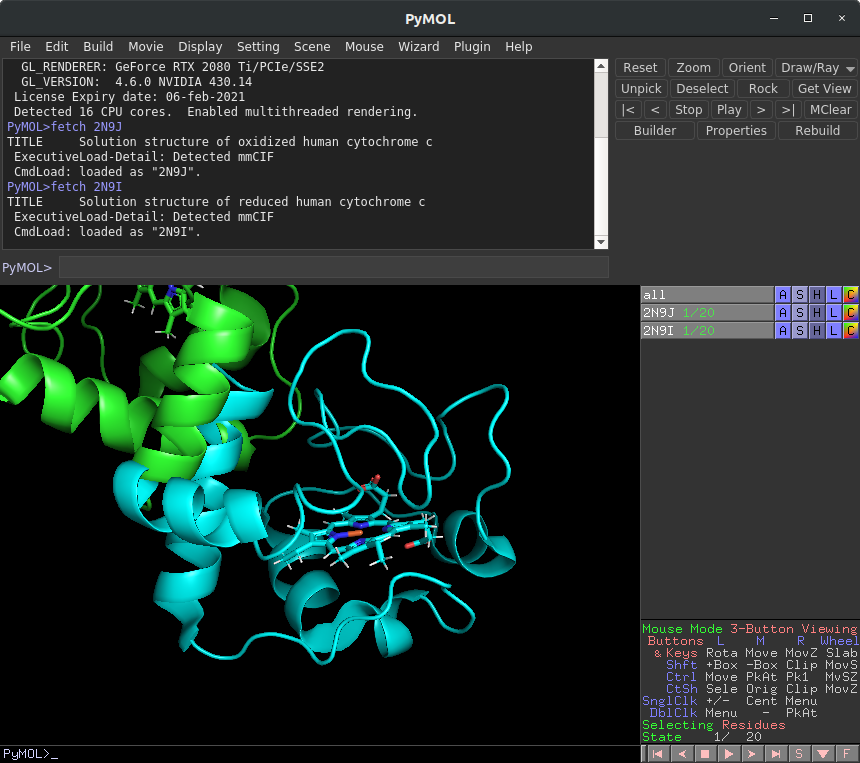 PyMOL
File Edit Build Movie Display Setting Scene Mouse Wizard Plugin Help
GL_RENDERER: GeForce RTX 2080 Ti/PCIe/SSE2
GL_VERSION: 4.6.0 NVIDIA 430.14
License Expiry date: 06-feb-2021
Detected 16 CPU cores. Enabled multithreaded rendering.
PyMOL>fetch 2N9J
TITLE Solution structure of oxidized human cytochrome c
ExecutiveLoad-Detail: Detected mmCIF
CmdLoad: loaded as "2N9J".
PyMOL>fetch 2N9I
TITLE Solution structure of reduced human cytochrome c
ExecutiveLoad-Detail: Detected mmCIF
CmdLoad: loaded as "2N9I".
PyMOL>
Reset Zoom Orient Draw/Ray
Unpick Deselect Rock Get View
|< < Stop Play > >| MClear
Builder Properties Rebuild
all A S H L C
2N9J 1/20 A S H L C
2N9I 1/20 A S H L C
Mouse Mode 3-Button Viewing
Buttons L M R Wheel
& Keys Rota Move MovZ Slab
Shft +Box -Box Clip MovS
Ctrl Move PkAt Pk1 MvSZ
CtSh Sele Orig Clip MovZ
SnglClk +/- Cent Menu
DblClk Menu - PkAt
Selecting Residues
State 1/ 20
PyMOL>_
S F